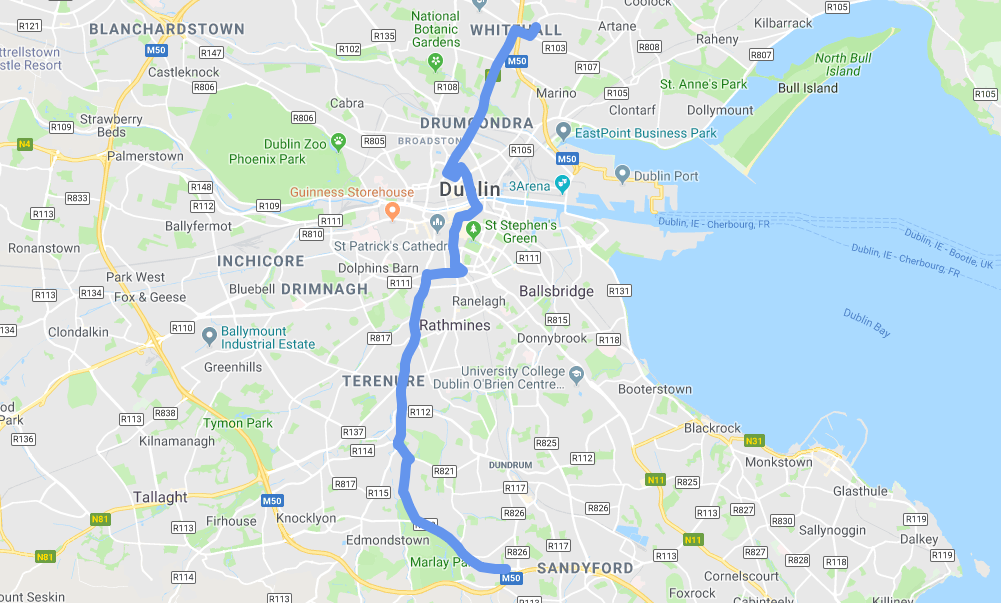 R121
BLANCHARDSTOWN
R135
National
Botanic
Gardens
WHITEHALL
Artane
Coolock
R105
Kilbarrack
M50
R147
R102
R103
R808
Raheny
R807
ttrellstown
stle Resort
Castleknock
R806
M50
R107
North Bull
Island
Bull Island
R108
Marino
R105
St. Anne's Park
Clontarf
Dollymount
R105
Cabra
R806
Strawberry
Beds
R109
DRUMCONDRA
BROADSTON
EastPoint Business Park
N4
Dublin Zoo
Phoenix Park
R805
R105
M50
Palmerstown
Dublin
3Arena
Dublin Port
R148
R112
R833
Guinness Storehouse
R109
R113
R111
Ballyfermot
R810
St Stephen's
Green
Dublin, IE - Cherbourg, FR
Dublin, IE - Bootle, UK
Dublin, IE - Cherbourg, FR
Ronanstown
St Patrick's Cathedr
INCHICORE
Dolphins Barn
R111
R111
Park West
Fox & Geese
R113
R134
Bluebell
DRIMNAGH
Ranelagh
Ballsbridge
R131
Dublin Bay
134
Clondalkin
R110
Ballymount
Industrial Estate
Rathmines
R815
R817
Donnybrook
R118
Greenhills
University College
Dublin O'Brien Centre...
TERENURE
Booterstown
od
Park
R113
R838
R112
R136
Kilnamanagh
Tymon Park
R137
R114
R825
Blackrock
N31
R112
Monkstown
DUNDRUM
R821
Tallaght
M50
R817
R115
R117
N11
R825
Glasthule
R826
R826
R113
R827
R830
R119
N81
R113
Firhouse
Knocklyon
Sallynoggin
Dalkey
N81
Edmondstown
R826
R117
N11
R113
R827
R828
R118
R119
Marlay Pa
M50
SANDYFORD
R114
Cornelscourt
R113
R113
Foxrock
Cabinteely
Killiney
ount Seskin